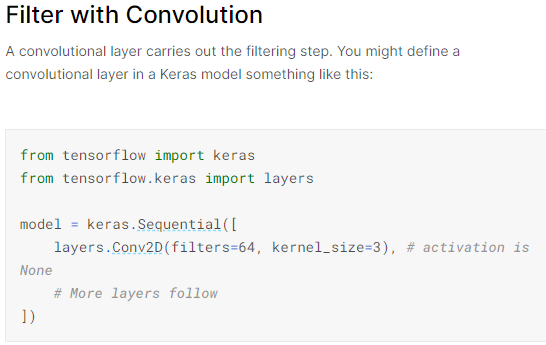 Filter with Convolution
A convolutional layer carries out the filtering step. You might define a
convolutional layer in a Keras model something like this:
from tensorflow import keras
from tensorflow.keras import layers
model = keras.Sequential([
    layers.Conv2D(filters=64, kernel_size=3), # activation is
None
    # More layers follow
])